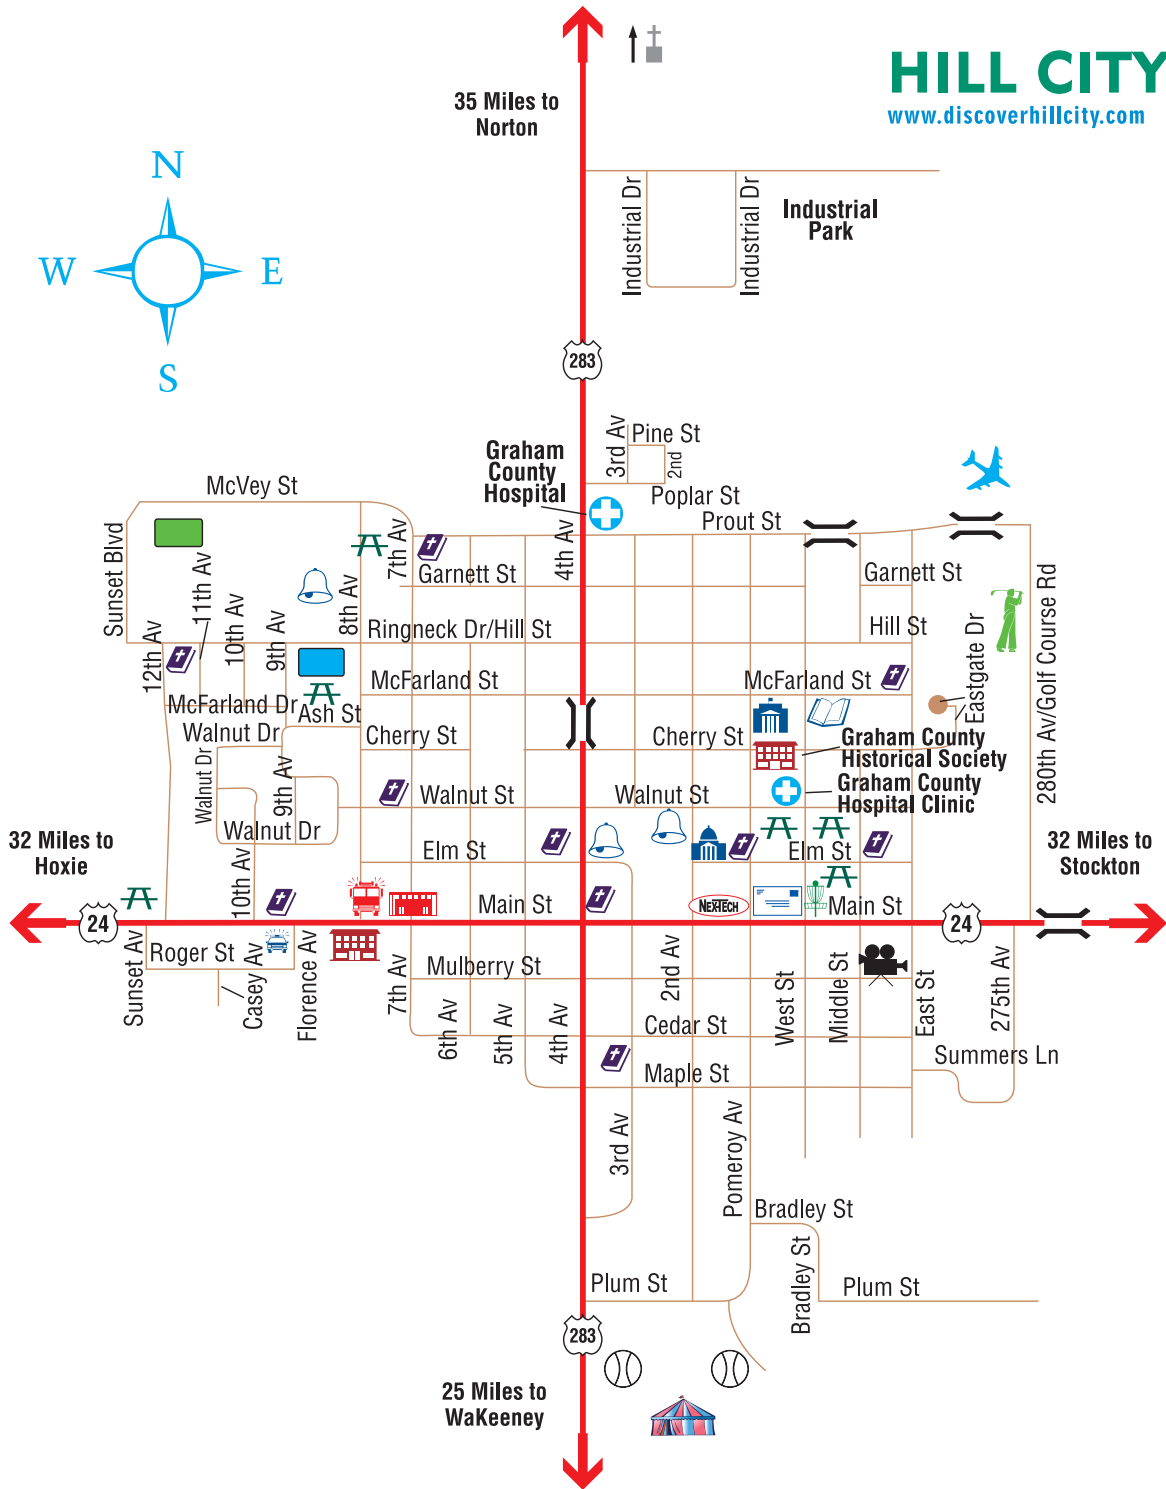 HILL CITY
www.discoverhillcity.com
35 Miles to
Norton
N
W
E
S
Industrial Dr
Industrial Dr
Industrial
Park
283
3rd Av
Pine St
2nd
Graham
County
Hospital
Poplar St
McVey St
Prout St
Sunset Blvd
11th Av
7th Av
4th Av
Garnett St
Garnett St
8th Av
12th Av
10th Av
9th Av
Ringneck Dr/Hill St
Hill St
Eastgate Dr
280th Av/Golf Course Rd
McFarland St
McFarland St
McFarland Dr
Ash St
Walnut Dr
Cherry St
Cherry St
Graham County
Historical Society
Walnut Dr
9th Av
Walnut St
Walnut St
Graham County
Hospital Clinic
Walnut Dr
32 Miles to
Hoxie
Elm St
Elm St
32 Miles to
Stockton
10th Av
Main St
NEXTECH
Main St
24
24
Sunset Av
Roger St
Casey Av
Florence Av
7th Av
Mulberry St
2nd Av
West St
Middle St
East St
275th Av
6th Av
5th Av
4th Av
Cedar St
Summers Ln
Maple St
3rd Av
Pomeroy Av
Bradley St
Bradley St
Plum St
Plum St
283
25 Miles to
WaKeeney